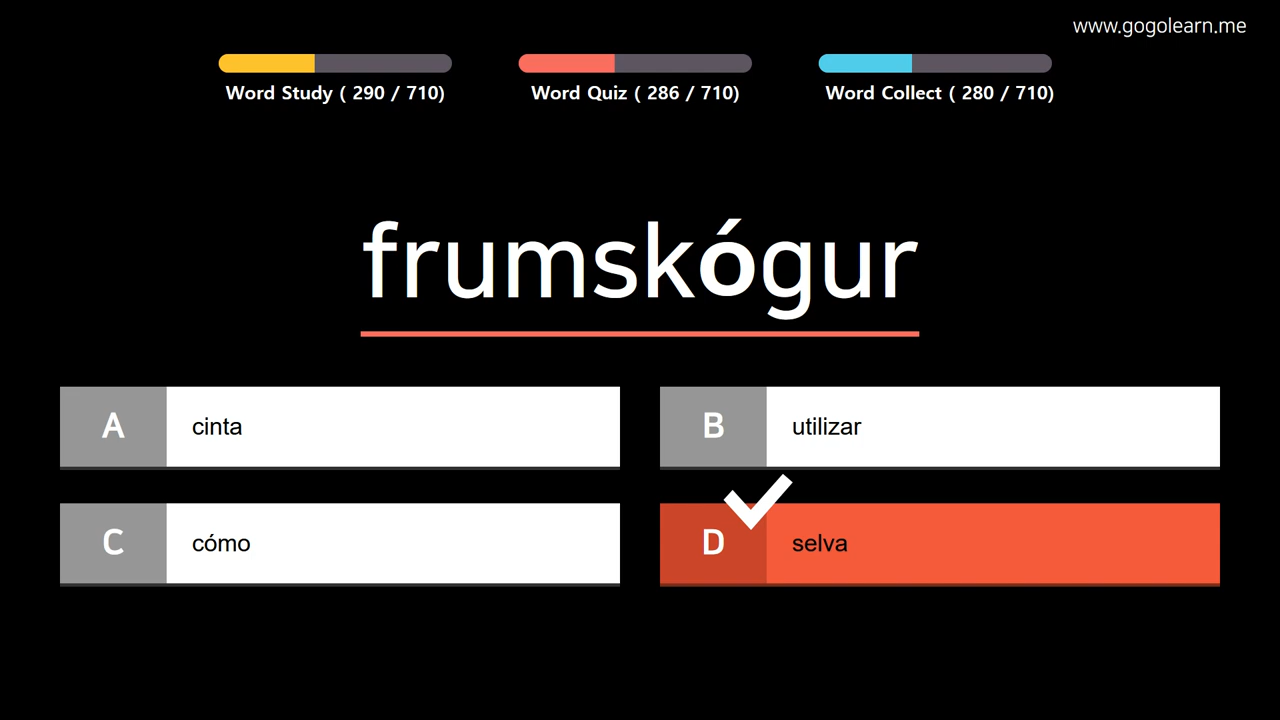 www.gogolearn.me
Word Study ( 290 / 710)
Word Quiz ( 286 / 710)
Word Collect ( 280 / 710)
frumskógur
A cinta
B utilizar
C cómo
D selva